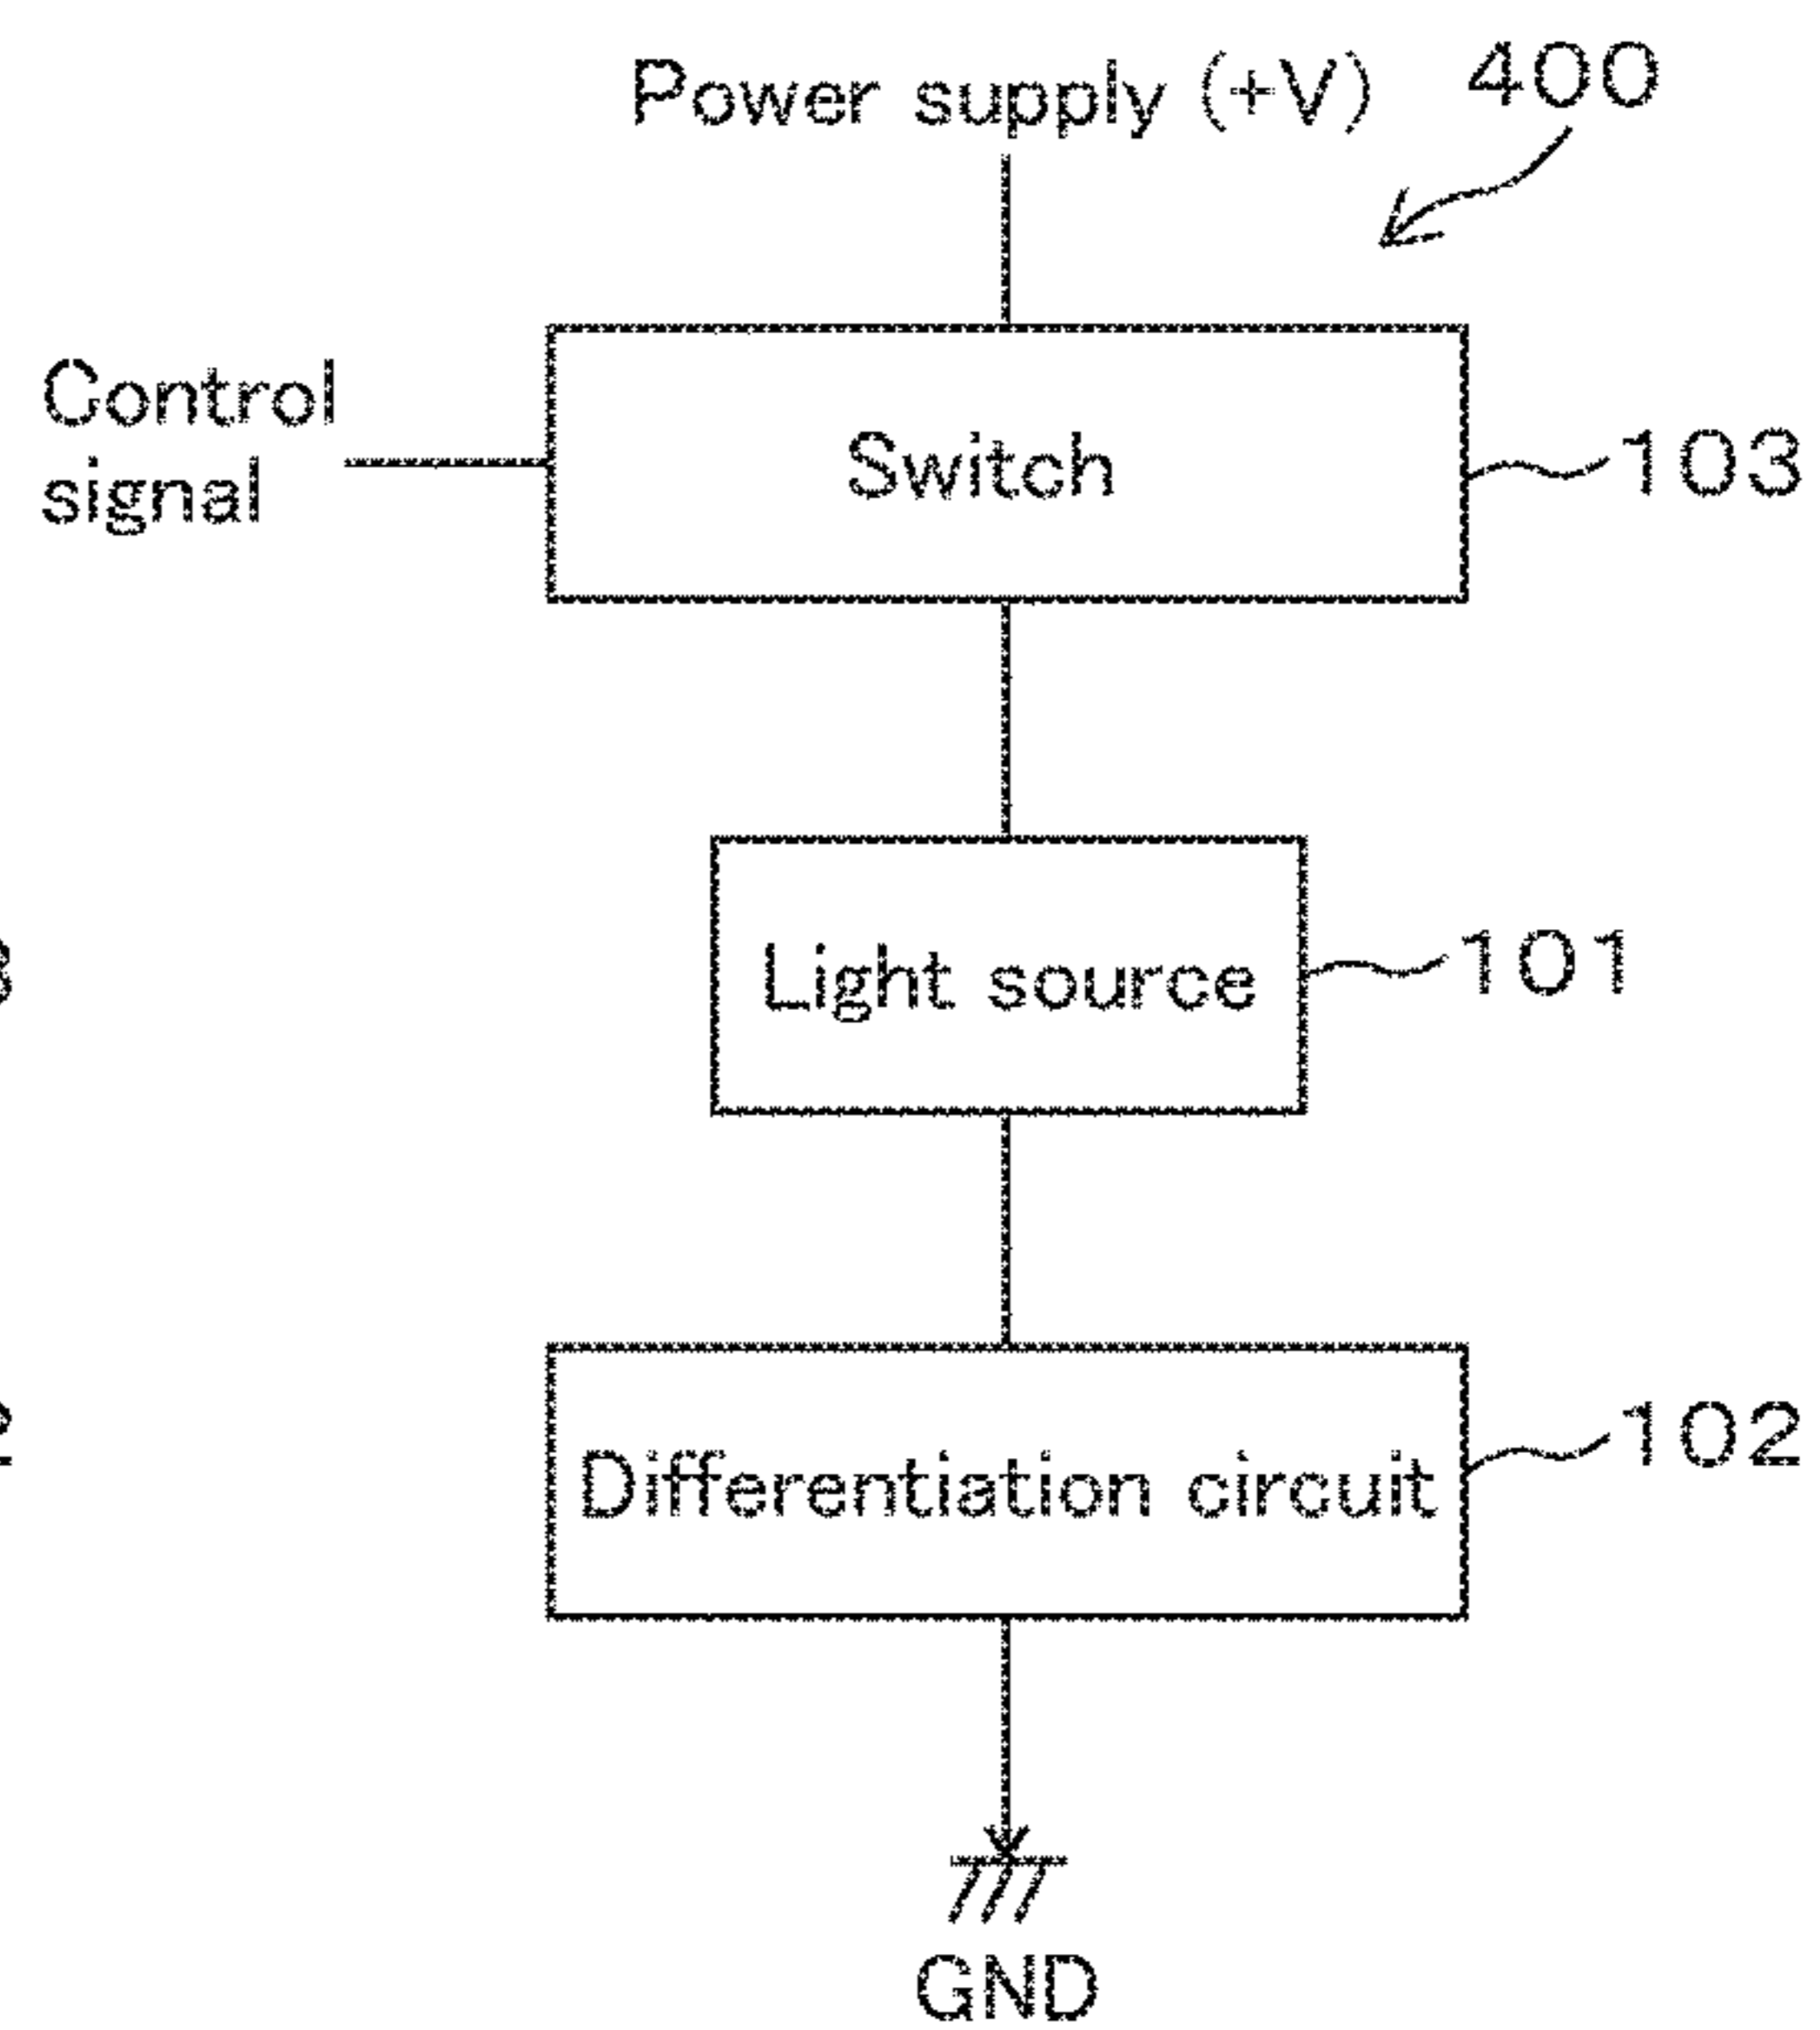 Power supply (+V) 400
Control
signal
Switch
103
Light source
101
Differentiation circuit
102
GND